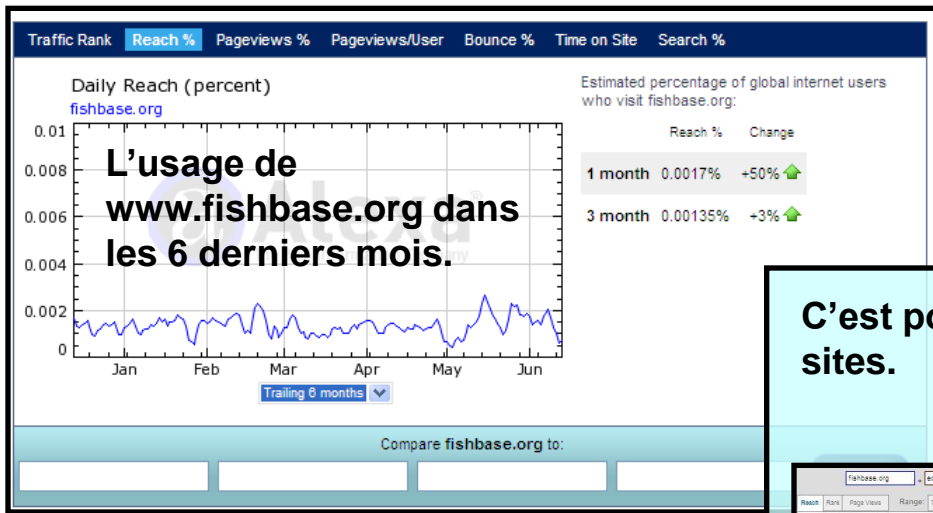 Traffic Rank Reach % Pageviews % Pageviews/User Bounce % Time on Site Search %
Daily Reach (percent)
fishbase.org
0.01
0.008
0.006
0.004
0.002
0
Jan Feb Mar Apr May Jun
L'usage de
www.fishbase.org dans
les 6 derniers mois.
Alexa
Trailing 6 months
Estimated percentage of global internet users
who visit fishbase.org:
Reach % Change
1 month 0.0017% +50%
3 month 0.00135% +3%
Compare fishbase.org to:
C'est
sites.
fishbase.org +
Reach Rank Page Views Range: